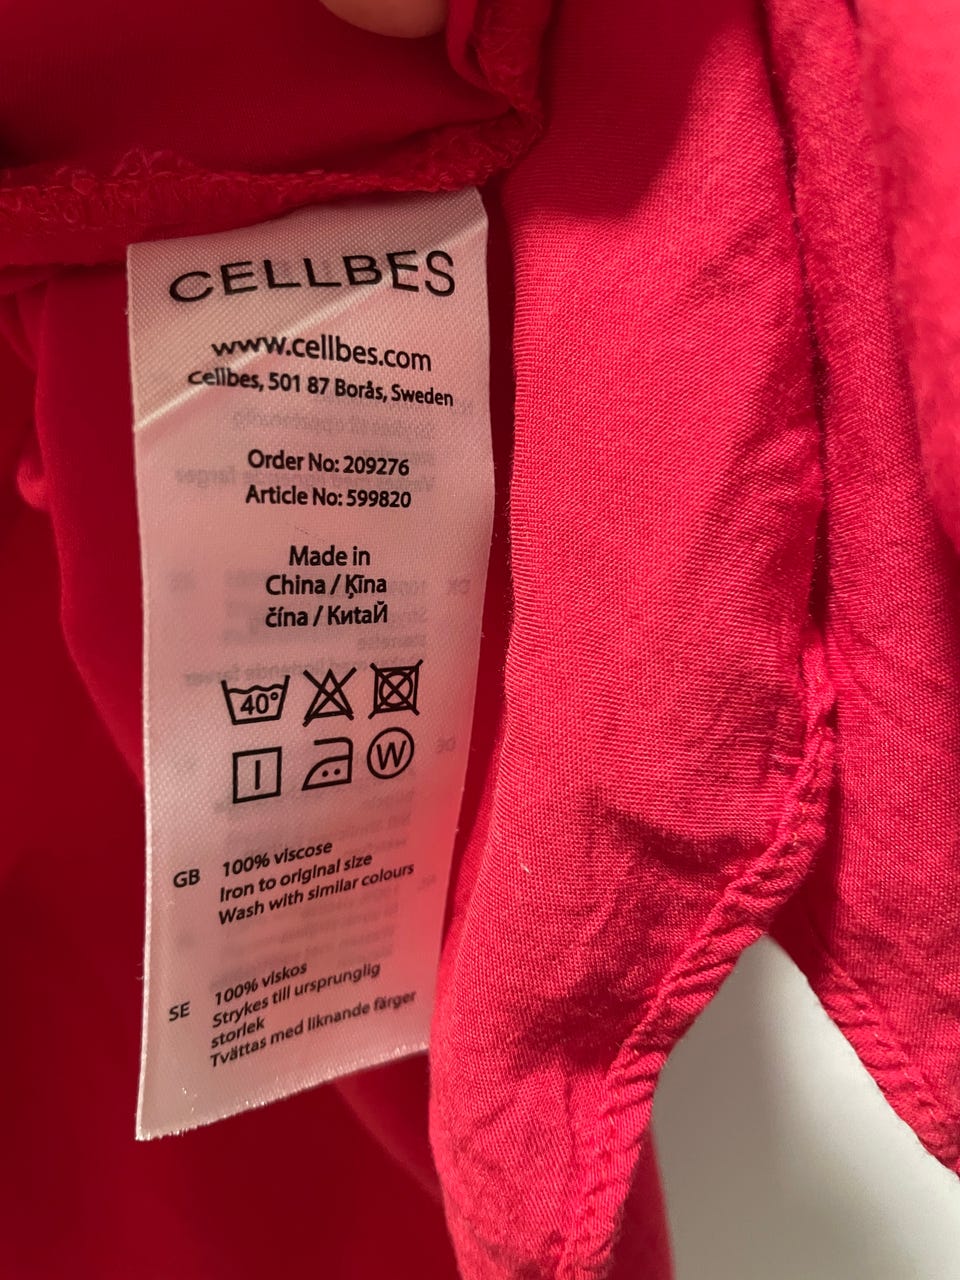 CELLBES
www.cellbes.com
Cellbes, 501 87 Borås, Sweden
Order No: 209276
Article No: 599820
Made in
China / Ķīna
čína / КитаЙ
40°
I
W
GB
100% viscose
Iron to original size
Wash with similar colours
SE
100% viskos
Strykes till ursprunglig
storlek
Tvättas med liknande färger